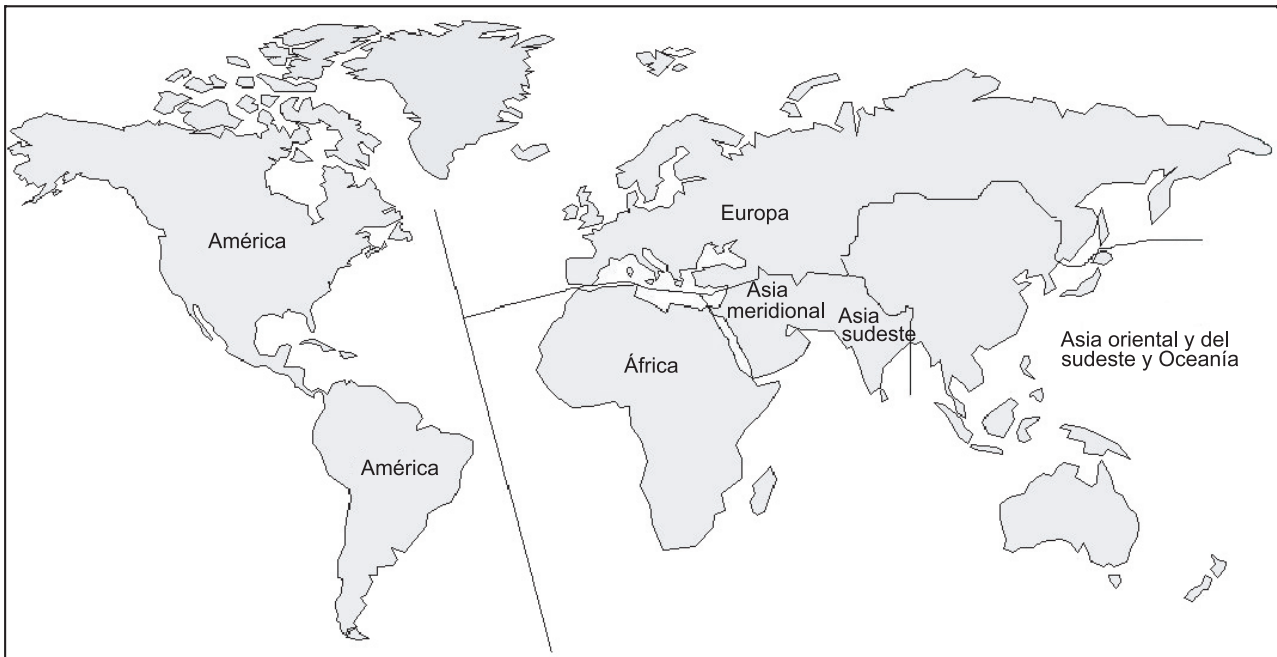 América
Europa
Asia
meridional
Asia
sudeste
Asia oriental y del
sudeste y Oceanía
África
América